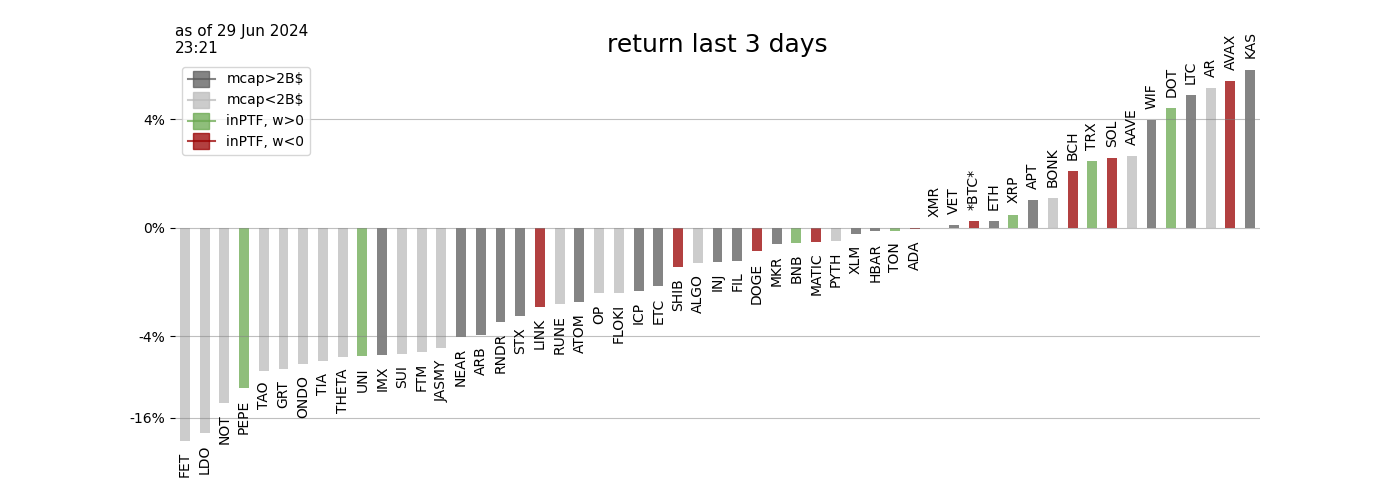 as of 29 Jun 2024
23:21
return last 3 days
mcap>2B$
mcap<2B$
inPTF, w>0
inPTF, w<0
4%
0%
-4%
-16%
FET
LDO
NOT
PEPE
TAO
GRT
ONDO
TIA
THETA
UNI
IMX
SUI
FTM
JASMY
NEAR
ARB
RNDR
STX
LINK
RUNE
ATOM
OP
FLOKI
ICP
ETC
SHIB
ALGO
INJ
FIL
DOGE
MKR
BNB
MATIC
PYTH
XLM
HBAR
TON
ADA
XMR
VET
*BTC*
ETH
XRP
APT
BONK
BCH
TRX
SOL
AAVE
WIF
DOT
LTC
AR
AVAX
KAS